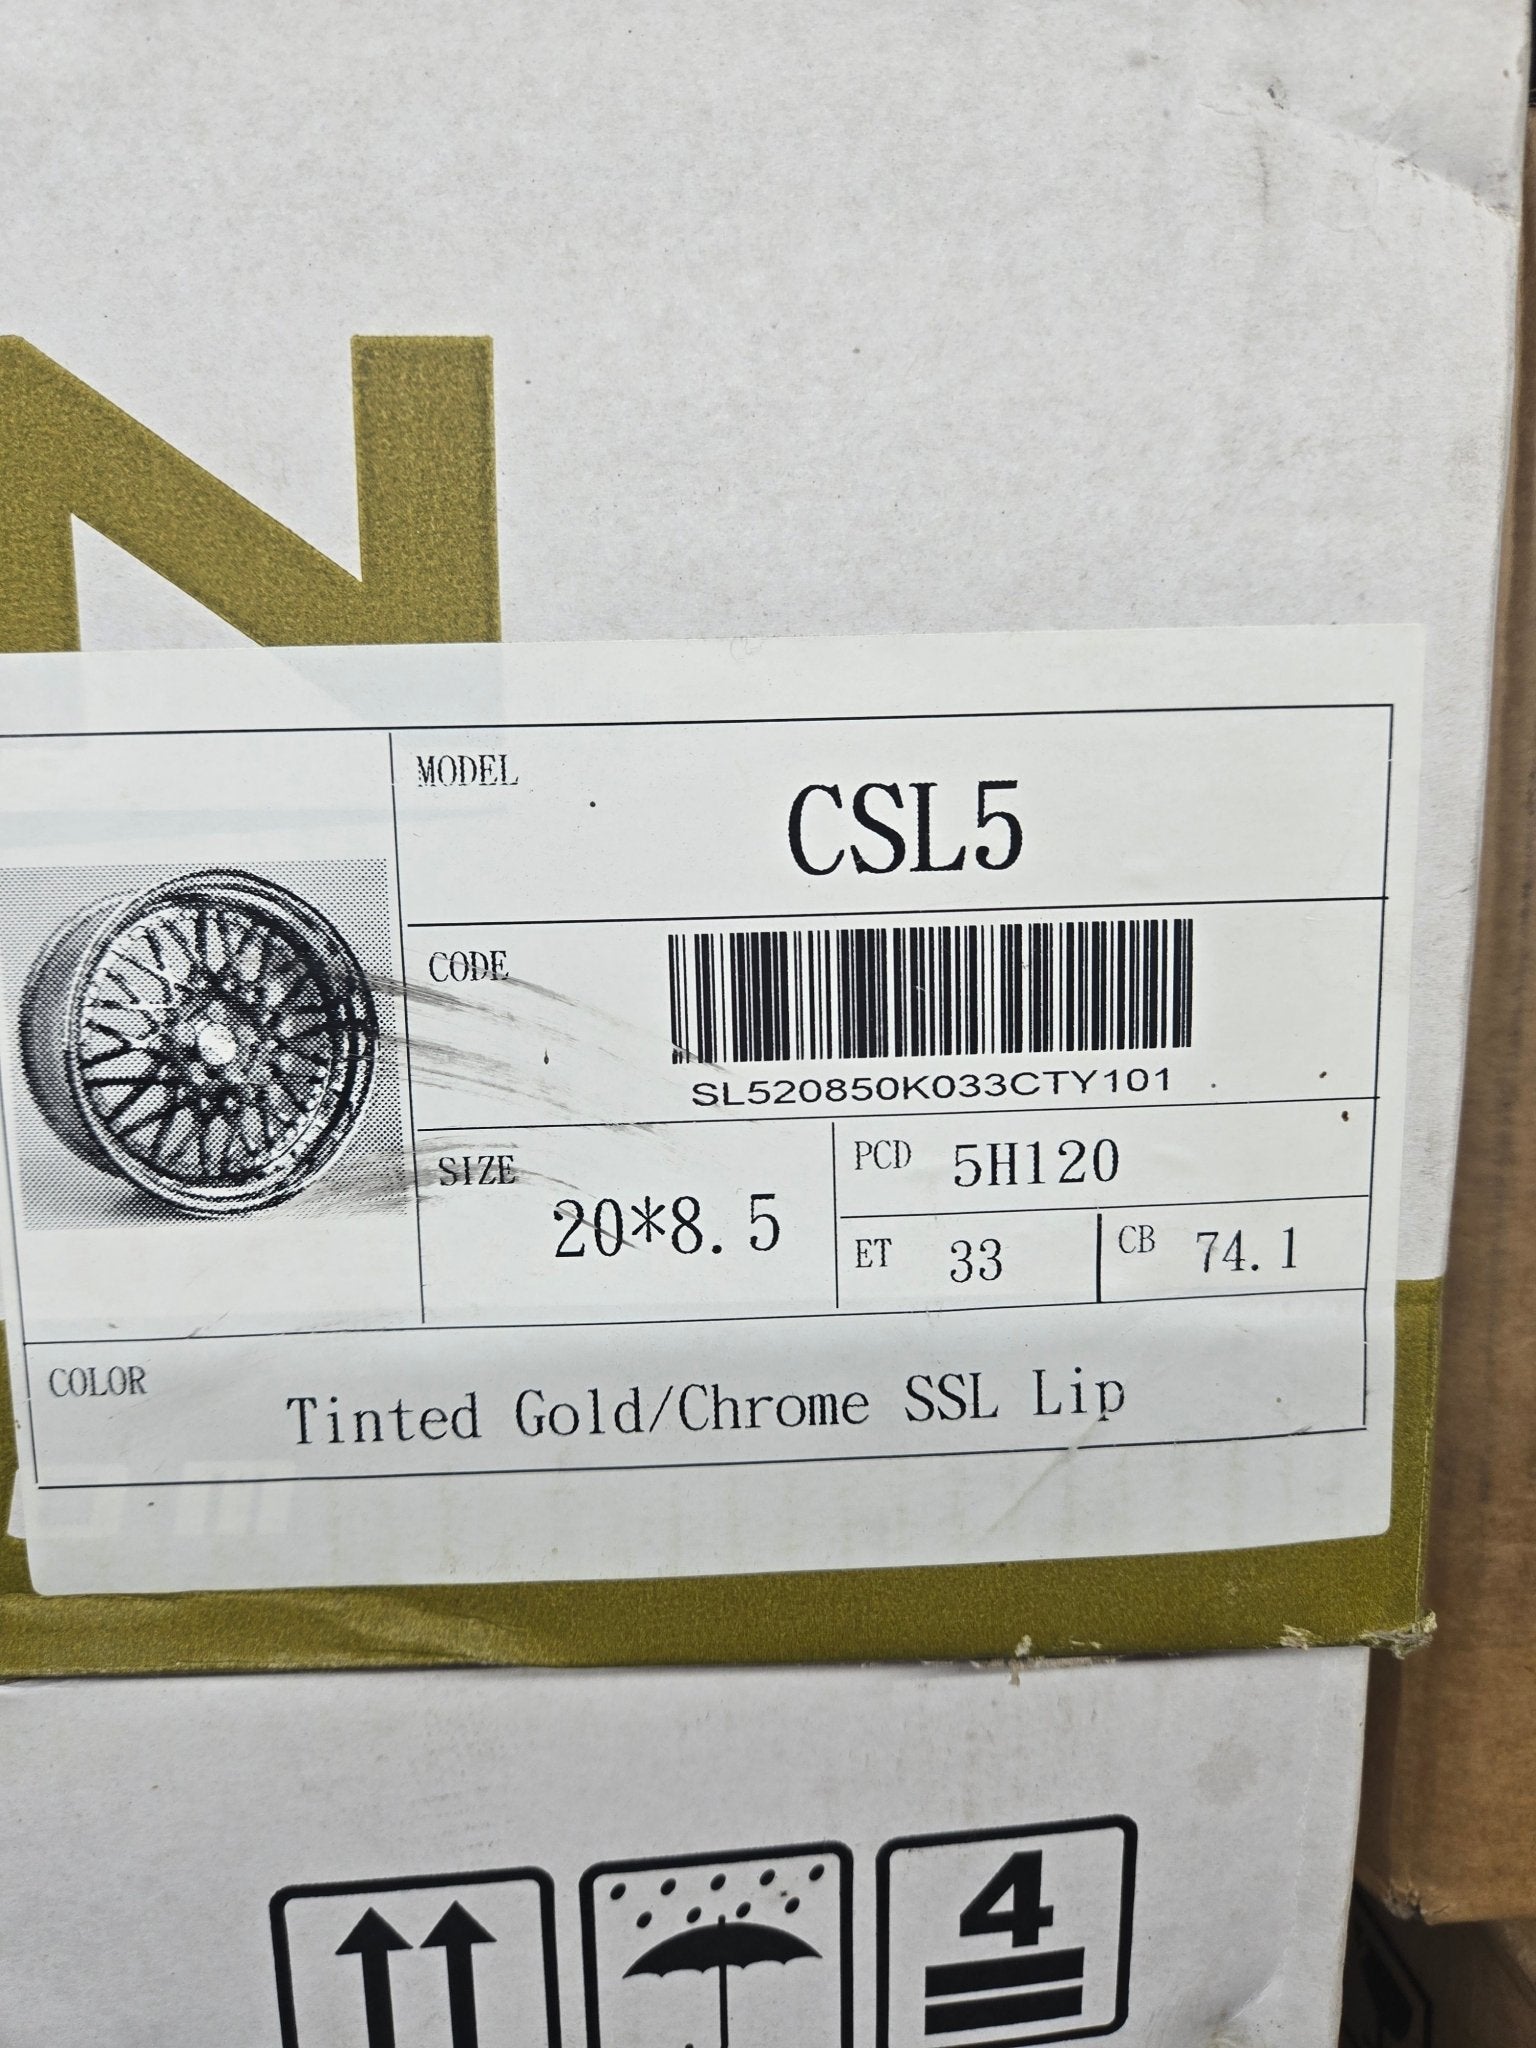 N
MODEL
CSL5
CODE
SL520850K033CTY101
SIZE
20*8.5
PCD 5H120
ET 33
CB 74.1
COLOR
Tinted Gold/Chrome SSL Lip
4